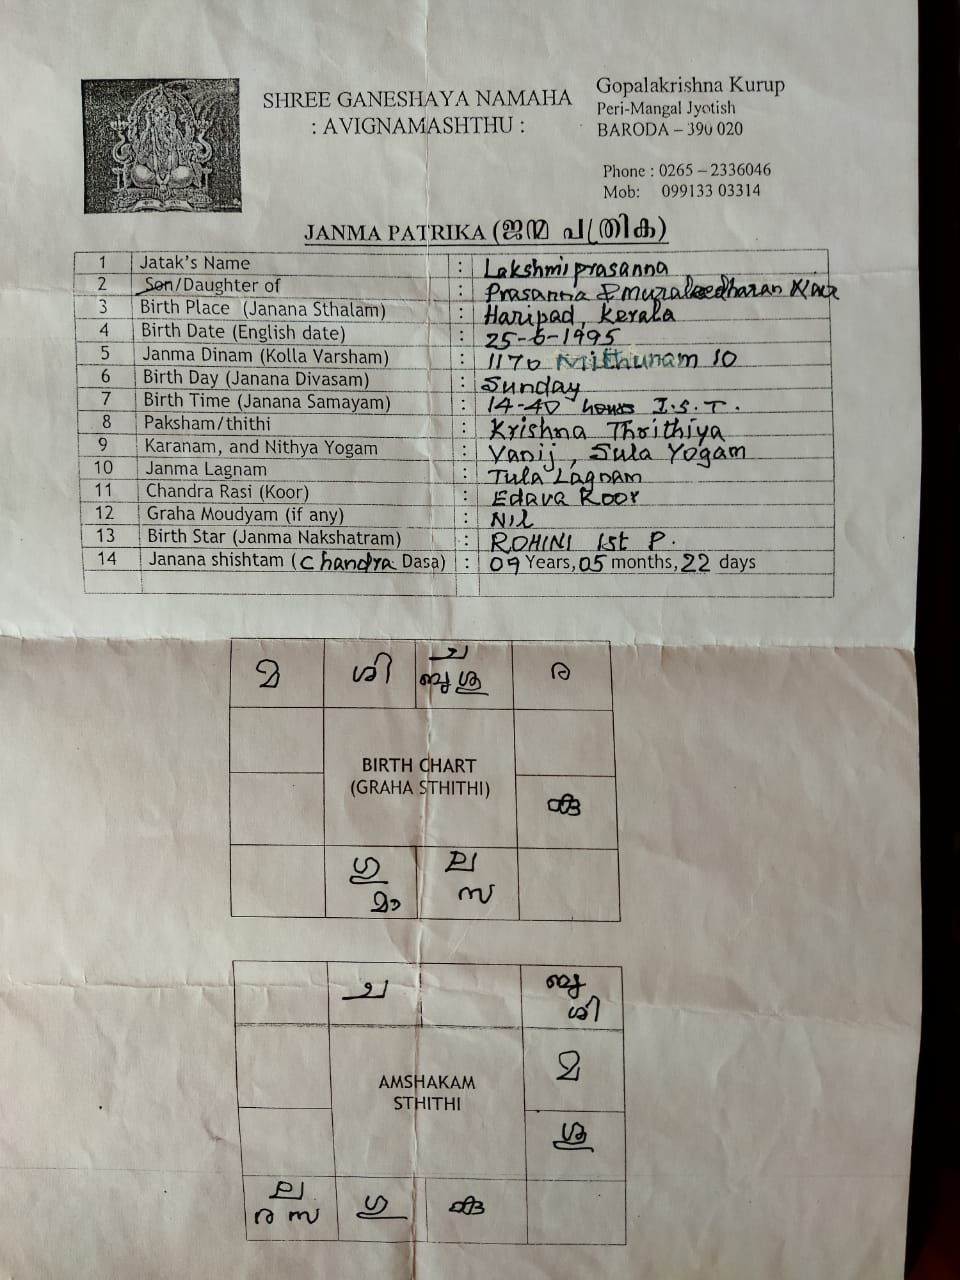 SHREE GANESHAYA NAMAHA
: AVIGNAMASHTHU :
Gopalakrishna Kurup
Peri-Mangal Jyotish
BARODA – 390 020
Phone : 0265 – 2336046
Mob: 099133 03314
JANMA PATRIKA (ജന്മ പത്രിക)
1 Jatak's Name : Lakshmi prasanna
2 Son/Daughter of : Prasanna & muraleedharan Nair
3 Birth Place (Janana Sthalam) : Haripad, Kerala
4 Birth Date (English date) : 25-6-1995
5 Janma Dinam (Kolla Varsham) : 1170 Mithunam 10
6 Birth Day (Janana Divasam) : Sunday
7 Birth Time (Janana Samayam) : 14-40 hours I.S.T.
8 Paksham/thithi : Krishna Thrithiya
9 Karanam, and Nithya Yogam : Vanij, Sula Yogam
10 Janma Lagnam : Tula Lagnam
11 Chandra Rasi (Koor) : Edava Koor
12 Graha Moudyam (if any) : Nil
13 Birth Star (Janma Nakshatram) : ROHINI 1st P.
14 Janana shishtam (Chandra Dasa) : 09 Years, 05 months, 22 days
മ ശി ച ര
ബു ശു
BIRTH CHART
(GRAHA STHITHI)
ഗു ല
മാ സ
ച ബു
ശി
AMSHAKAM
STHITHI
ശു
ല ഗു
ര സ